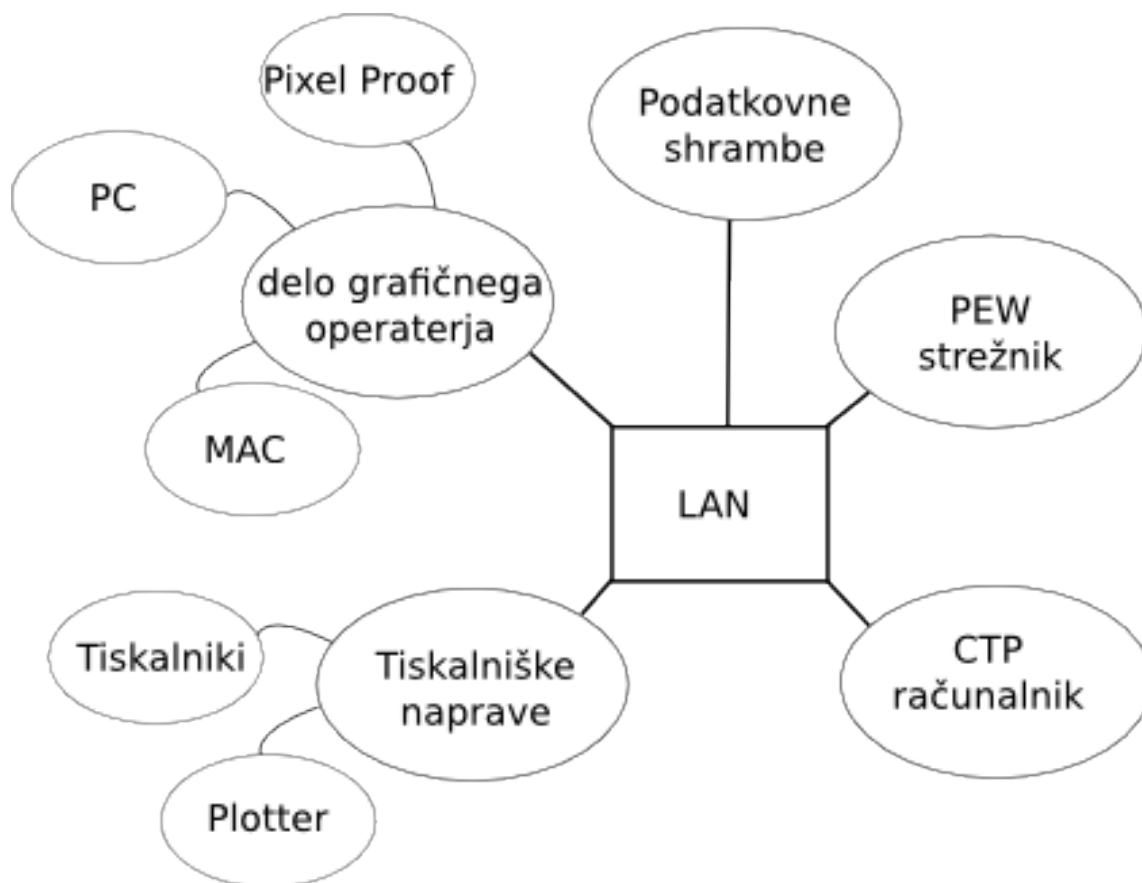 Pixel Proof
Podatkovne
shrambe
PC
delo grafičnega
operaterja
PEW
strežnik
MAC
LAN
Tiskalniki
Tiskalniške
naprave
CTP
računalnik
Plotter